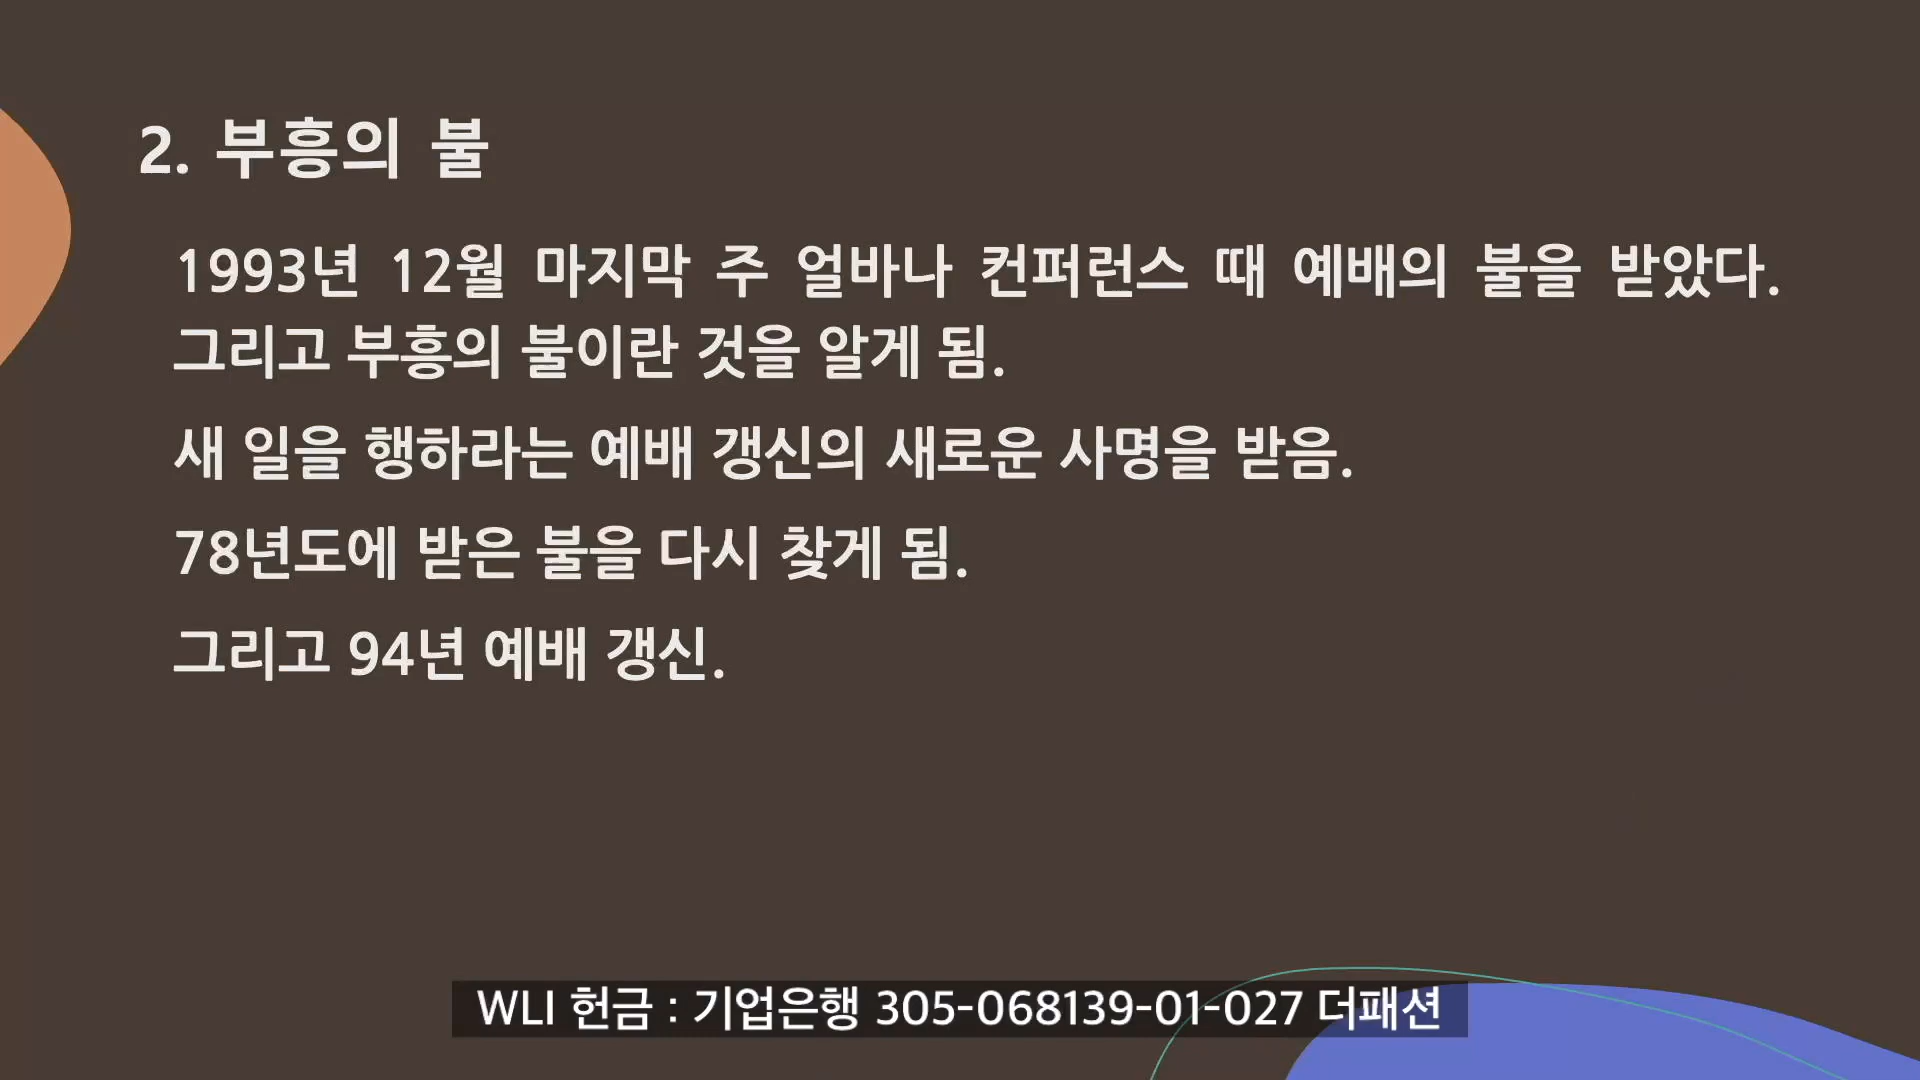 2. 부흥의 불
1993년 12월 마지막 주 얼바나 컨퍼런스 때 예배의 불을 받았다.
그리고 부흥의 불이란 것을 알게 됨.
새 일을 행하라는 예배 갱신의 새로운 사명을 받음.
78년도에 받은 불을 다시 찾게 됨.
그리고 94년 예배 갱신.
WLI 헌금 : 기업은행 305-068139-01-027 더패션